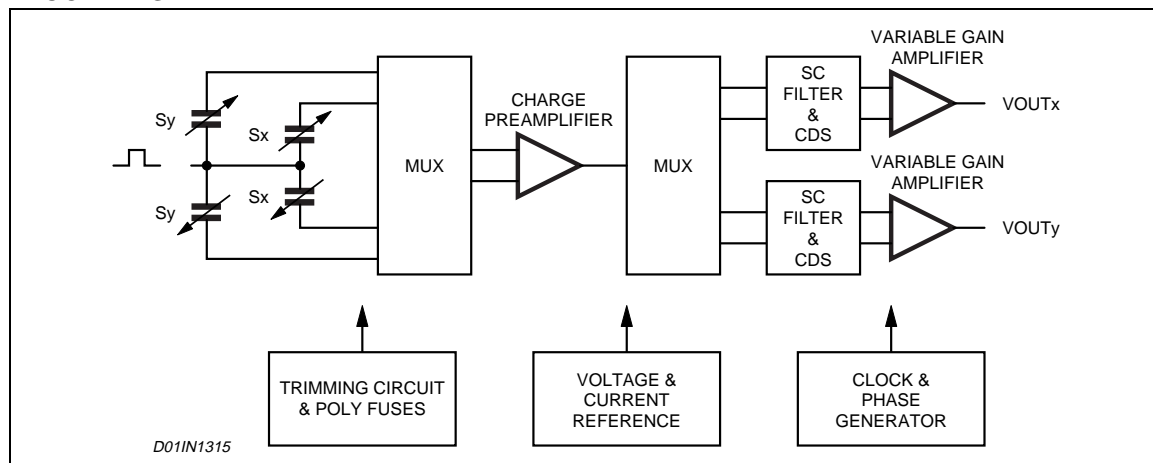 VARIABLE GAIN
AMPLIFIER
SC
FILTER
&
CDS
VOUTx
CHARGE
PREAMPLIFIER
Sy
Sx
MUX
MUX
VARIABLE GAIN
AMPLIFIER
Sx
Sy
SC
FILTER
&
CDS
VOUTy
TRIMMING CIRCUIT
& POLY FUSES
VOLTAGE &
CURRENT
REFERENCE
CLOCK &
PHASE
GENERATOR
D01IN1315